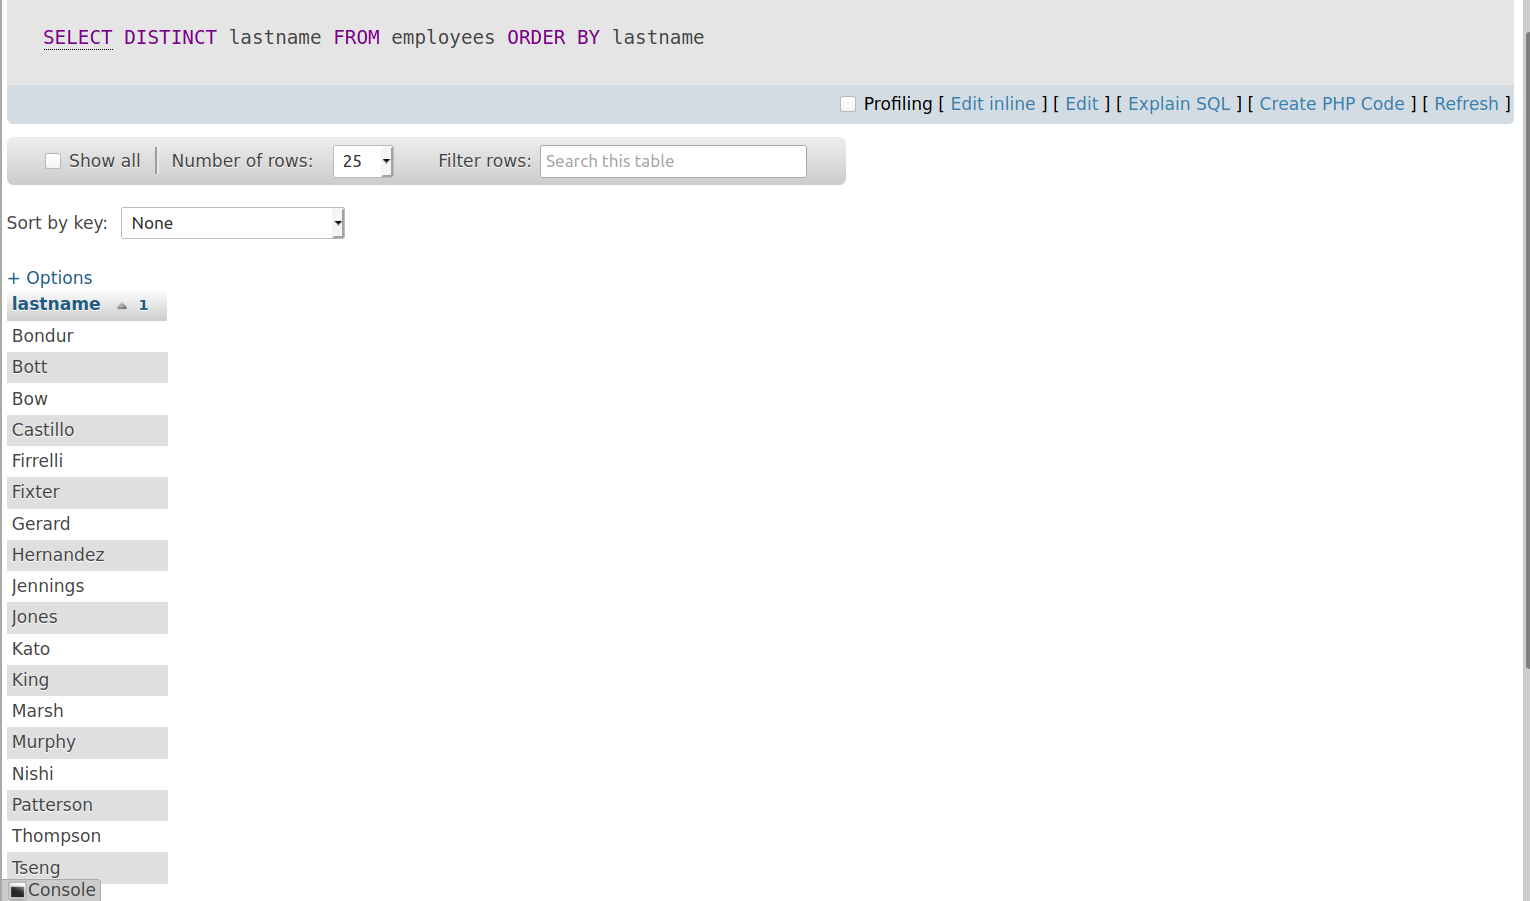 SELECT DISTINCT lastname FROM employees ORDER BY lastname
Profiling [ Edit inline ] [ Edit ] [ Explain SQL ] [ Create PHP Code ] [ Refresh ]
Show all Number of rows: 25 Filter rows: Search this table
Sort by key: None
+ Options
lastname 1
Bondur
Bott
Bow
Castillo
Firrelli
Fixter
Gerard
Hernandez
Jennings
Jones
Kato
King
Marsh
Murphy
Nishi
Patterson
Thompson
Tseng
Console